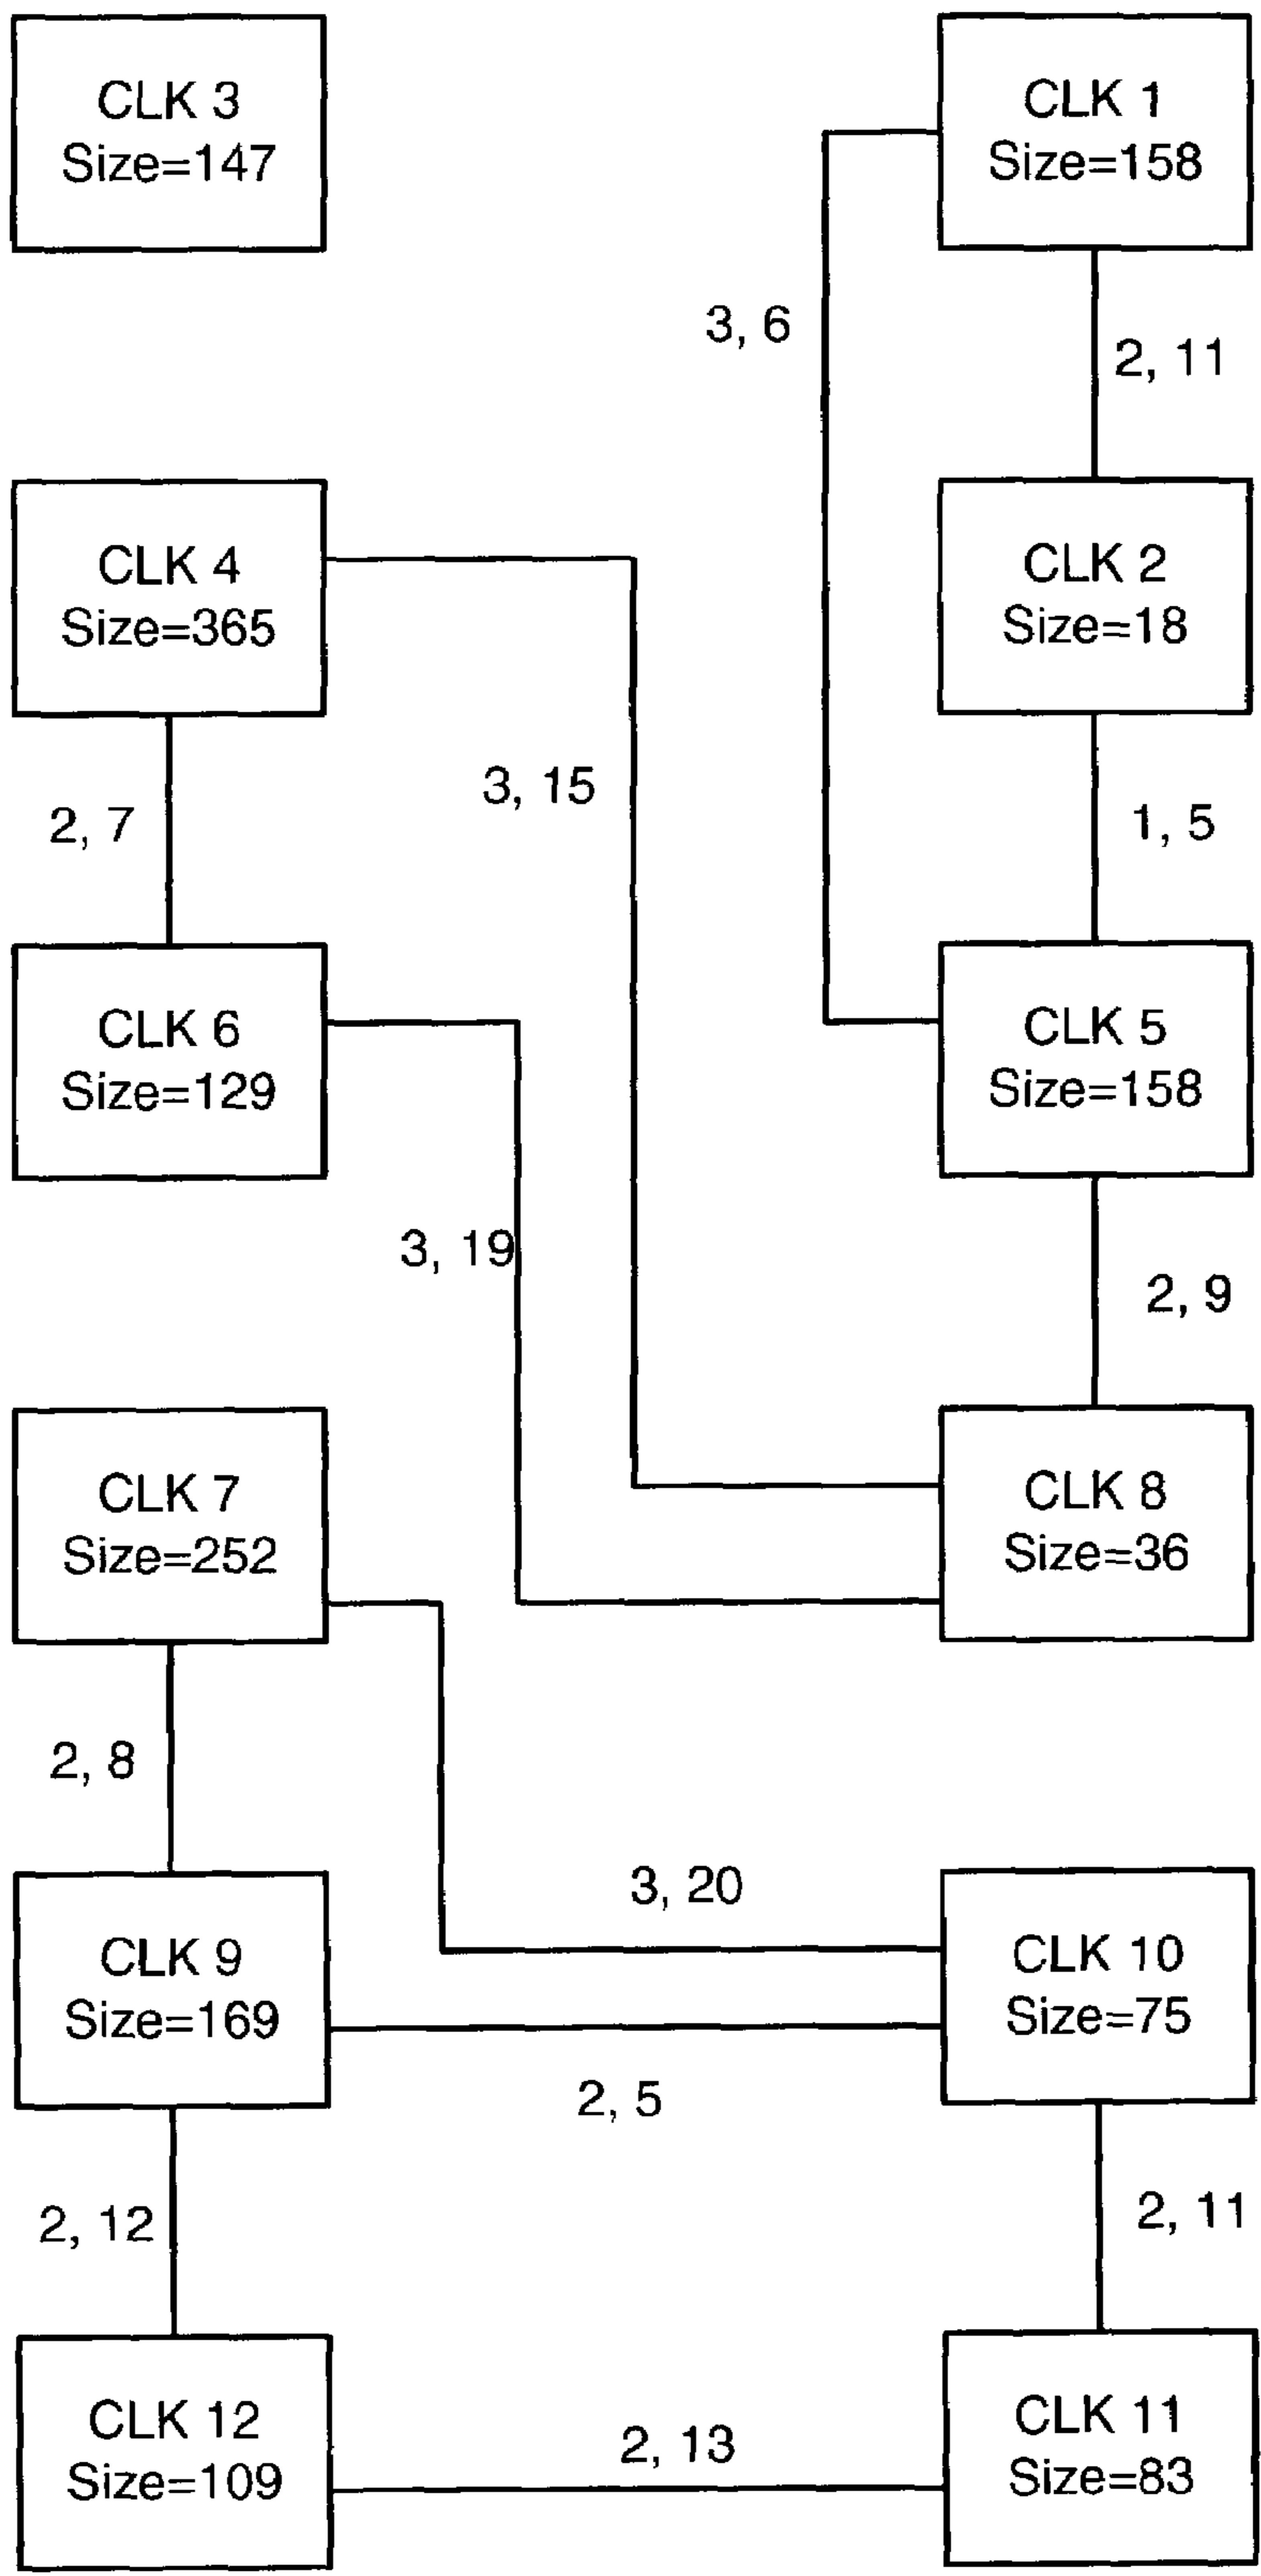 CLK 3
Size=147
CLK 1
Size=158
3, 6
2, 11
CLK 4
Size=365
CLK 2
Size=18
2, 7
3, 15
1, 5
CLK 6
Size=129
CLK 5
Size=158
3, 19
2, 9
CLK 7
Size=252
CLK 8
Size=36
2, 8
3, 20
CLK 9
Size=169
CLK 10
Size=75
2, 5
2, 12
2, 11
CLK 12
Size=109
2, 13
CLK 11
Size=83